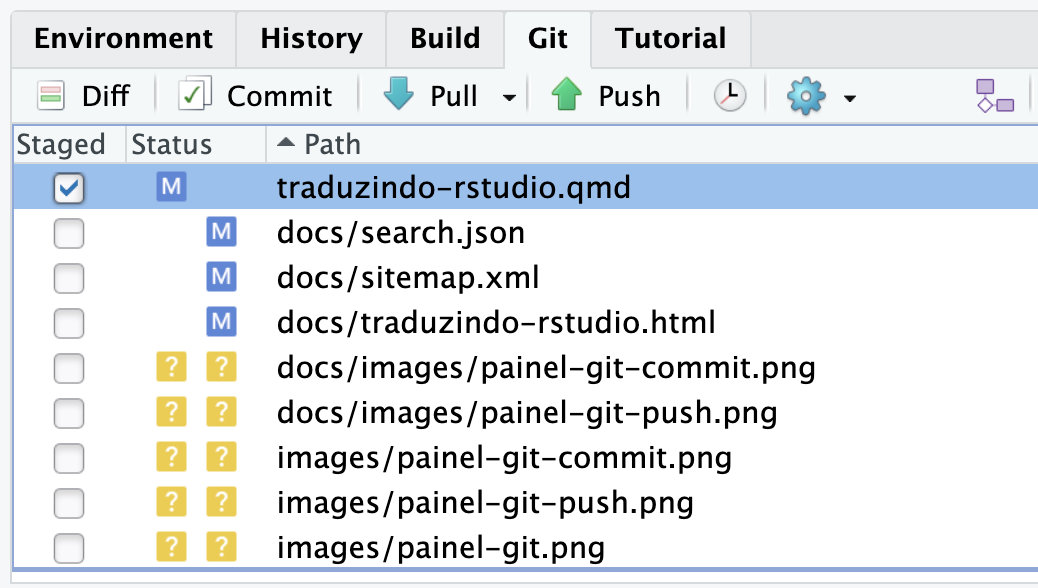 Environment History Build Git Tutorial
Diff Commit Pull Push
Staged Status Path
M traduzindo-rstudio.qmd
M docs/search.json
M docs/sitemap.xml
M docs/traduzindo-rstudio.html
? ? docs/images/painel-git-commit.png
? ? docs/images/painel-git-push.png
? ? images/painel-git-commit.png
? ? images/painel-git-push.png
? ? images/painel-git.png